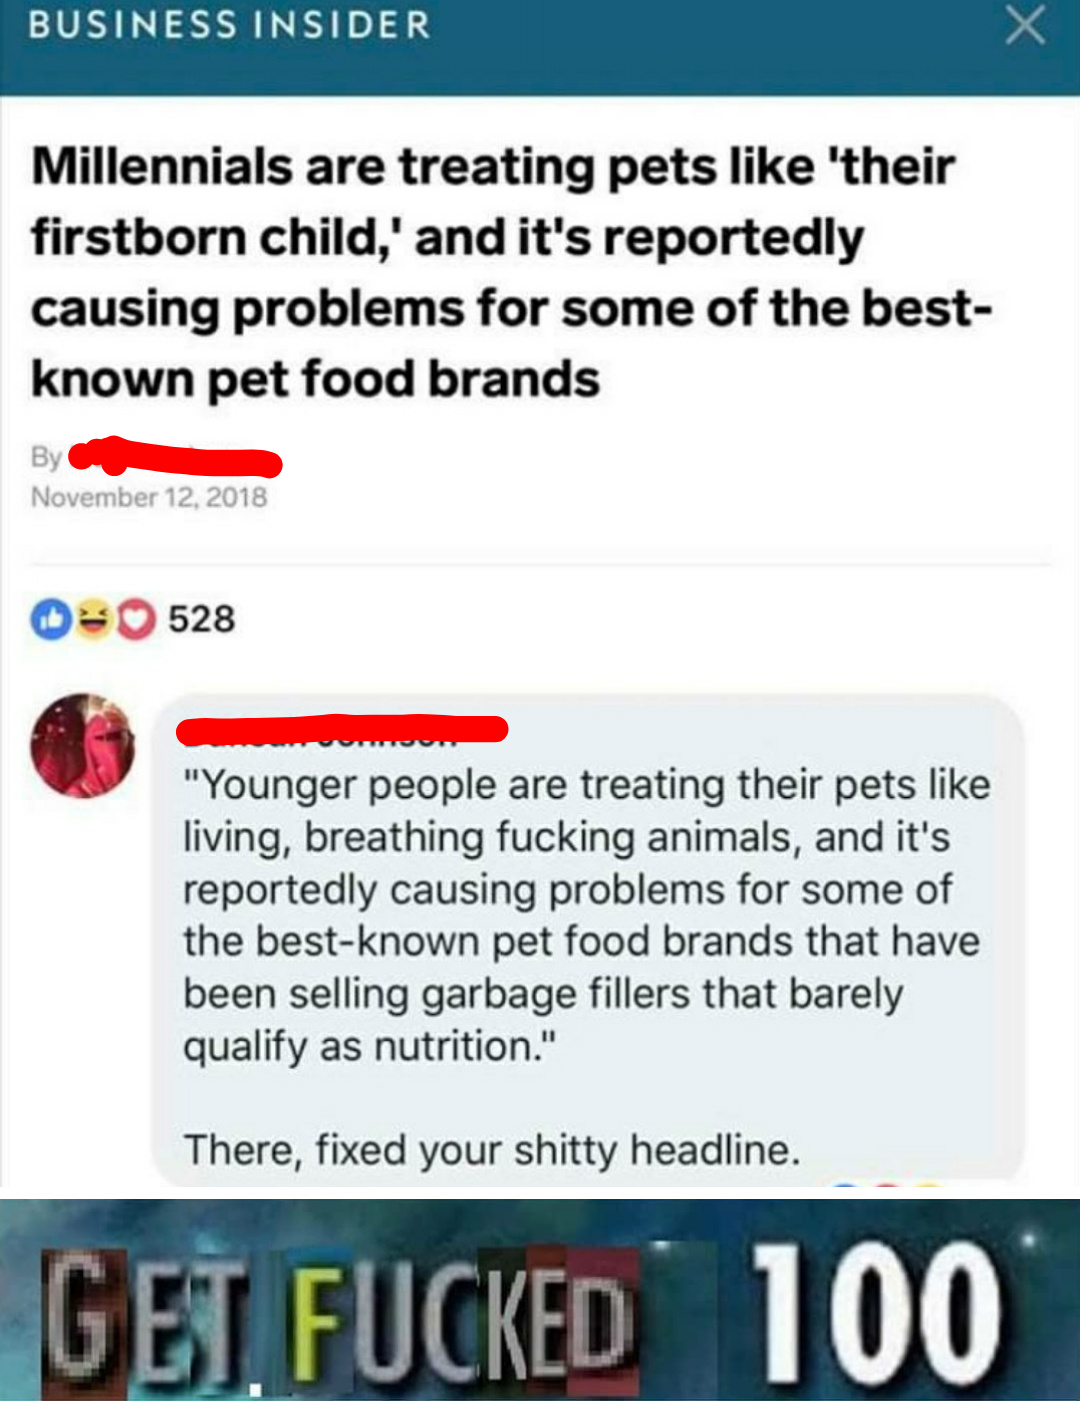 BUSINESS INSIDER
Millennials are treating pets like 'their
firstborn child,' and it's reportedly
causing problems for some of the best-
known pet food brands
By
November 12, 2018
528
"Younger people are treating their pets like
living, breathing fucking animals, and it's
reportedly causing problems for some of
the best-known pet food brands that have
been selling garbage fillers that barely
qualify as nutrition."
There, fixed your shitty headline.
GET FUCKED 100